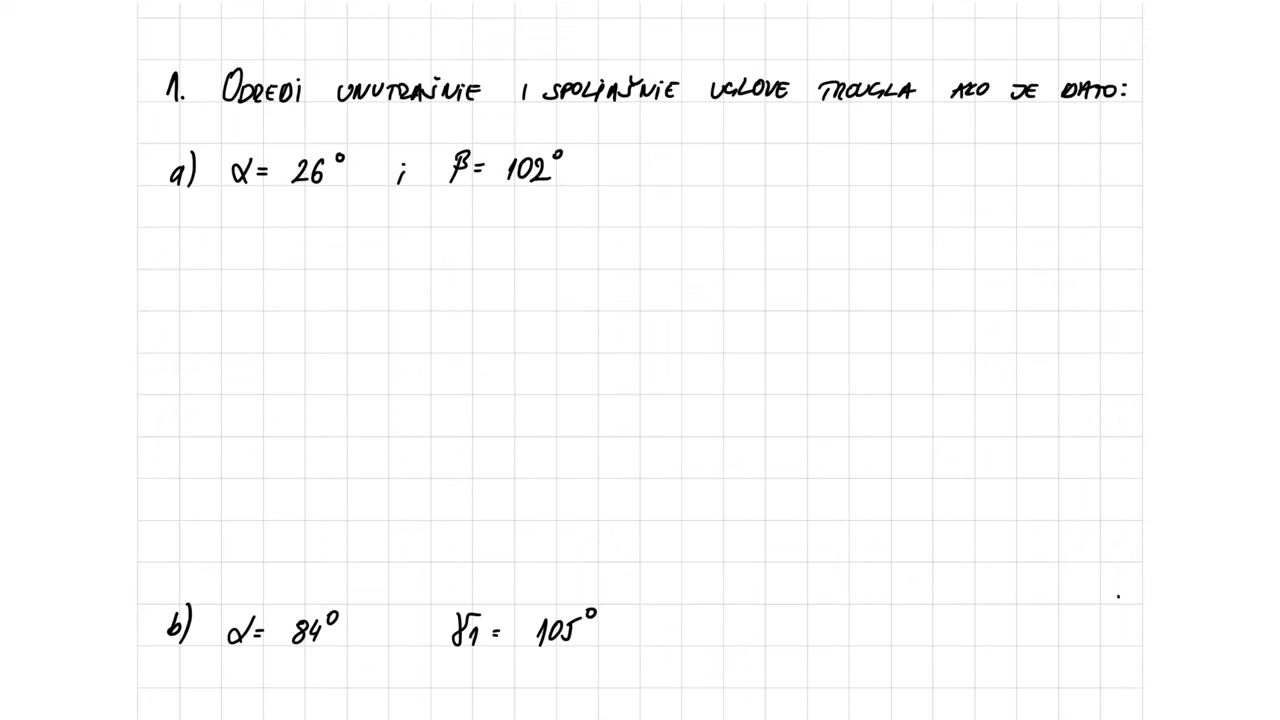 1. ODREDI UNUTRAŠNJE I SPOLJAŠNJE UGLOVE TROUGLA AKO JE DATO:
a) α = 26° i β = 102°
b) α = 84° γ1 = 105°